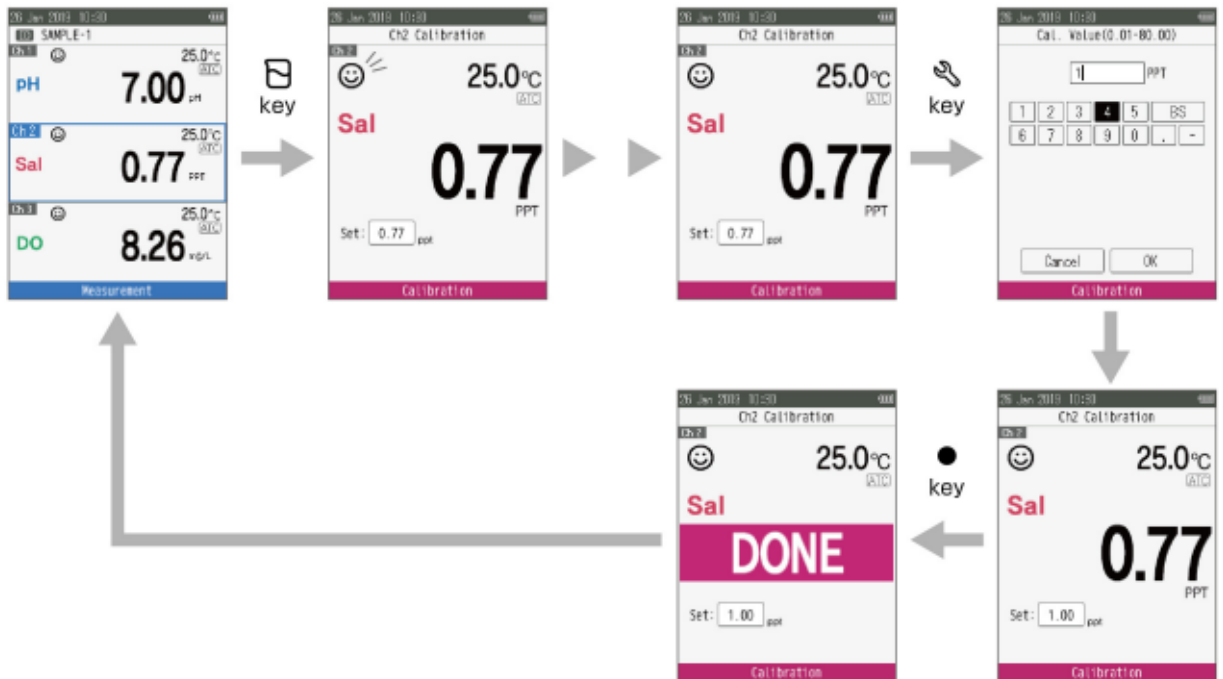 26 Jan 2019 10:30
SAMPLE-1
Ch 1
25.0°C
ATC
pH
7.00 pH
Ch 2
25.0°C
ATC
Sal
0.77 PPT
Ch 3
25.0°C
ATC
DO
8.26 mg/L
Measurement
key
26 Jan 2019 10:30
Ch2 Calibration
Ch 2
25.0°C
ATC
Sal
0.77
PPT
Set: 0.77 ppt
Calibration
26 Jan 2019 10:30
Ch2 Calibration
Ch 2
25.0°C
ATC
Sal
0.77
PPT
Set: 0.77 ppt
Calibration
key
26 Jan 2019 10:30
Cal. Value(0.01-80.00)
1 PPT
1 2 3 4 5 BS
6 7 8 9 0 . -
Cancel OK
Calibration
26 Jan 2019 10:30
Ch2 Calibration
Ch 2
25.0°C
ATC
Sal
0.77
PPT
Set: 1.00 ppt
Calibration
key
26 Jan 2019 10:30
Ch2 Calibration
Ch 2
25.0°C
ATC
Sal
DONE
Set: 1.00 ppt
Calibration